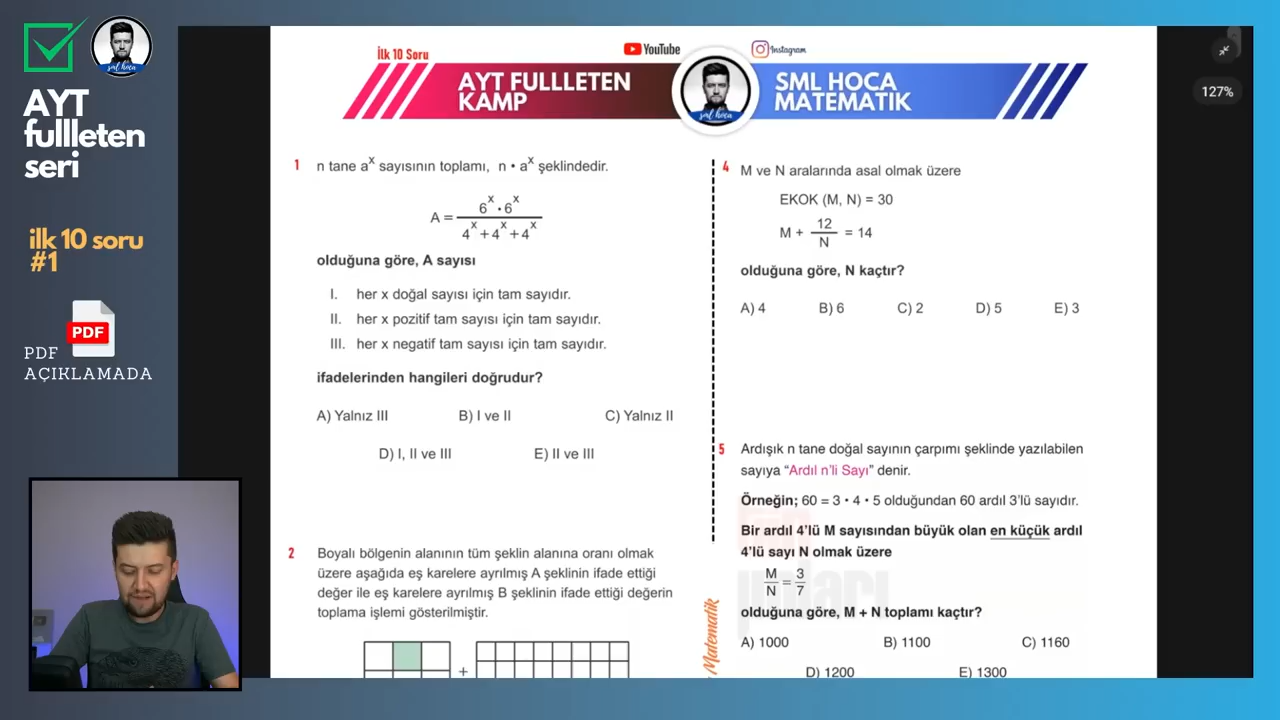 AYT
fullleten
seri
ilk 10 soru
#1
PDF
PDF
AÇIKLAMADA
127%
İlk 10 Soru
YouTube
Instagram
AYT FULLLETEN
KAMP
sml hoca
SML HOCA
MATEMATİK
1 n tane a^x sayısının toplamı, n • a^x şeklindedir.
A = 6^x · 6^x / 4^x + 4^x + 4^x
olduğuna göre, A sayısı
I. her x doğal sayısı için tam sayıdır.
II. her x pozitif tam sayısı için tam sayıdır.
III. her x negatif tam sayısı için tam sayıdır.
ifadelerinden hangileri doğrudur?
A) Yalnız III B) I ve II C) Yalnız II
D) I, II ve III E) II ve III
2 Boyalı bölgenin alanının tüm şeklin alanına oranı olmak
üzere aşağıda eş karelere ayrılmış A şeklinin ifade ettiği
değer ile eş karelere ayrılmış B şeklinin ifade ettiği değerin
toplama işlemi gösterilmiştir.
+
4 M ve N aralarında asal olmak üzere
EKOK (M, N) = 30
M + 12/N = 14
olduğuna göre, N kaçtır?
A) 4 B) 6 C) 2 D) 5 E) 3
5 Ardışık n tane doğal sayının çarpımı şeklinde yazılabilen
sayıya “Ardıl n’li Sayı” denir.
Örneğin; 60 = 3 • 4 • 5 olduğundan 60 ardıl 3’lü sayıdır.
Bir ardıl 4’lü M sayısından büyük olan en küçük ardıl
4’lü sayı N olmak üzere
M/N = 3/7
olduğuna göre, M + N toplamı kaçtır?
A) 1000 B) 1100 C) 1160
D) 1200 E) 1300
Matematik